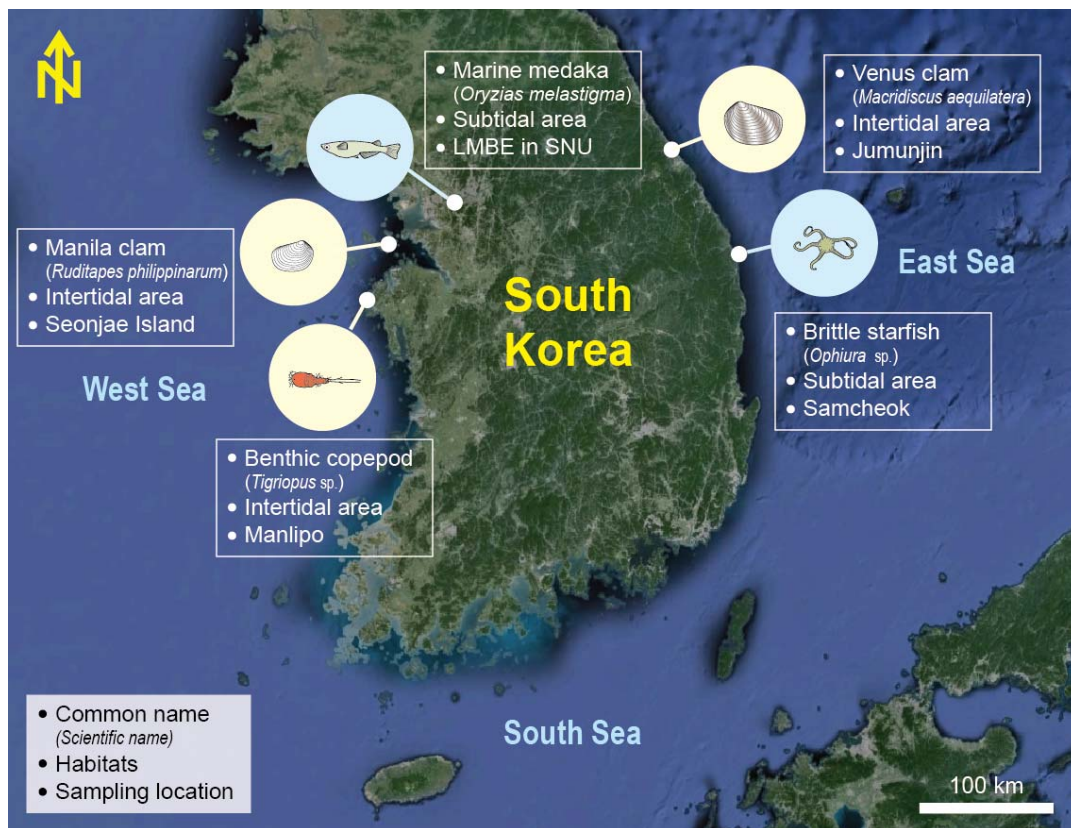 N
• Marine medaka
(Oryzias melastigma)
• Subtidal area
• LMBE in SNU
• Venus clam
(Macridiscus aequilatera)
• Intertidal area
• Jumunjin
• Manila clam
(Ruditapes philippinarum)
• Intertidal area
• Seonjae Island
East Sea
South
Korea
• Brittle starfish
(Ophiura sp.)
• Subtidal area
• Samcheok
West Sea
• Benthic copepod
(Tigriopus sp.)
• Intertidal area
• Manlipo
• Common name
(Scientific name)
• Habitats
• Sampling location
South Sea
100 km